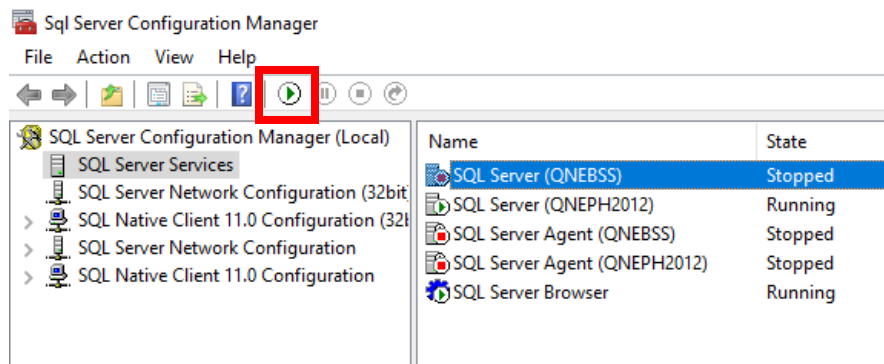 Sql Server Configuration Manager
File Action View Help
SQL Server Configuration Manager (Local)
SQL Server Services
SQL Server Network Configuration (32bit
SQL Native Client 11.0 Configuration (32b
SQL Server Network Configuration
SQL Native Client 11.0 Configuration
Name State
SQL Server (QNEBSS) Stopped
SQL Server (QNEPH2012) Running
SQL Server Agent (QNEBSS) Stopped
SQL Server Agent (QNEPH2012) Stopped
SQL Server Browser Running